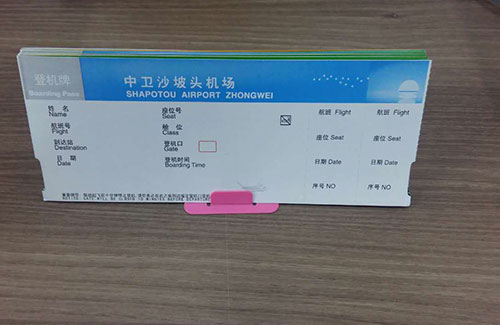 登机牌
Boarding Pass
中卫沙坡头机场
SHAPOTOU AIRPORT ZHONGWEI
姓 名
Name
座位号
Seat
航班 Flight
航班 Flight
航班号
Flight
舱 位
Class
座位 Seat
座位 Seat
到达站
Destination
登机口
Gate
日期 Date
日期 Date
日 期
Date
登机时间
Boarding Time
序号 NO
序号 NO